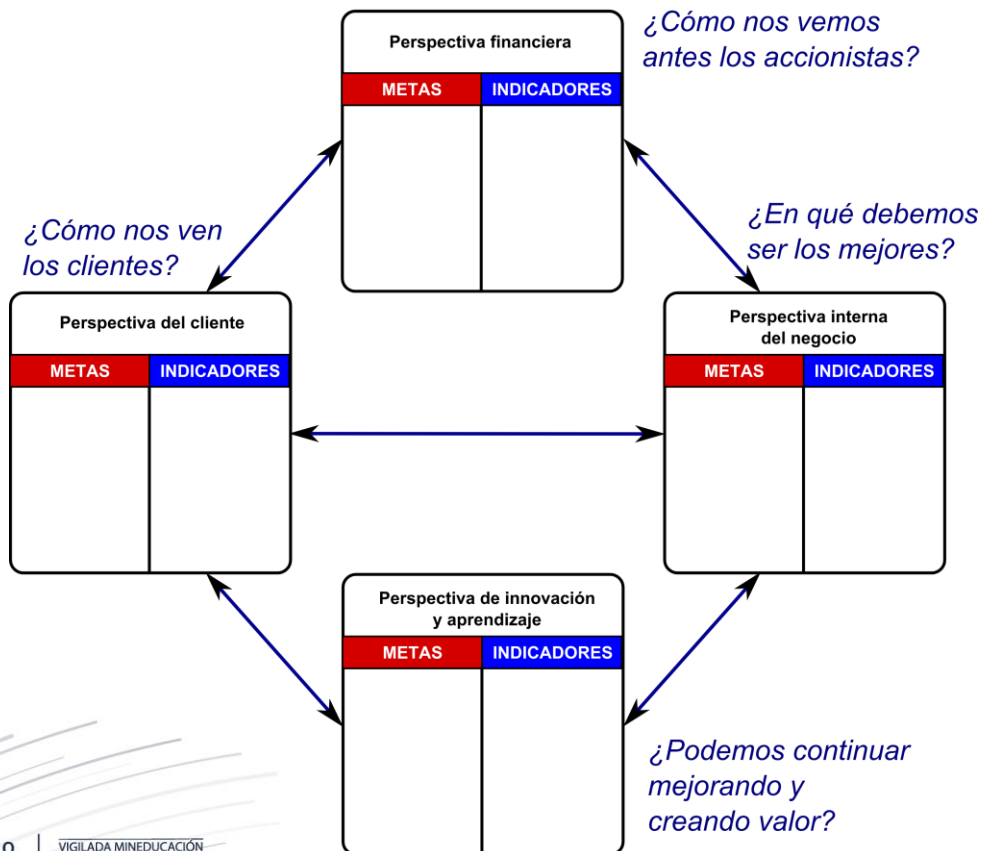 Perspectiva financiera
METAS INDICADORES
¿Cómo nos vemos
antes los accionistas?
¿Cómo nos ven
los clientes?
¿En qué debemos
ser los mejores?
Perspectiva del cliente
METAS INDICADORES
Perspectiva interna
del negocio
METAS INDICADORES
Perspectiva de innovación
y aprendizaje
METAS INDICADORES
¿Podemos continuar
mejorando y
creando valor?
VIGILADA MINEDUCACIÓN